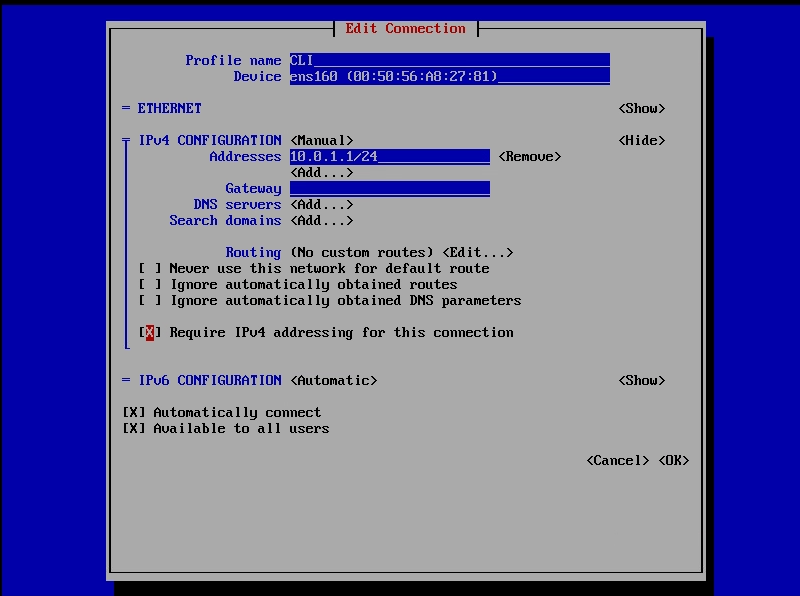 Edit Connection
Profile name CLI
Device ens160 (00:50:56:A8:27:81)
= ETHERNET <Show>
= IPv4 CONFIGURATION <Manual> <Hide>
Addresses 10.0.1.1/24 <Remove>
<Add...>
Gateway
DNS servers <Add...>
Search domains <Add...>
Routing (No custom routes) <Edit...>
[ ] Never use this network for default route
[ ] Ignore automatically obtained routes
[ ] Ignore automatically obtained DNS parameters
[X] Require IPv4 addressing for this connection
= IPv6 CONFIGURATION <Automatic> <Show>
[X] Automatically connect
[X] Available to all users
<Cancel> <OK>